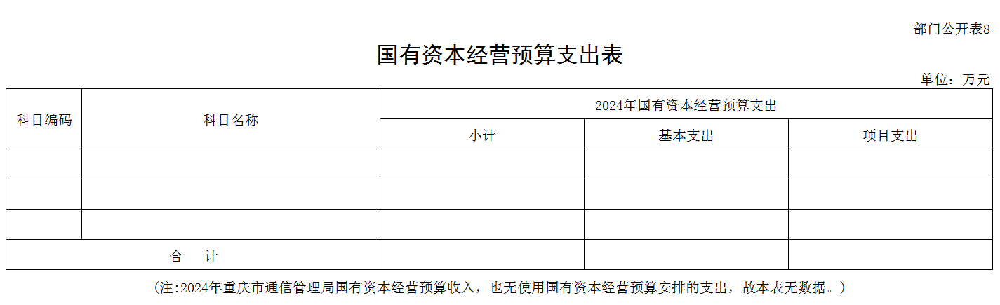 部门公开表8
国有资本经营预算支出表
单位：万元
科目编码 科目名称 2024年国有资本经营预算支出
小计 基本支出 项目支出
合 计
(注:2024年重庆市通信管理局国有资本经营预算收入，也无使用国有资本经营预算安排的支出，故本表无数据。)